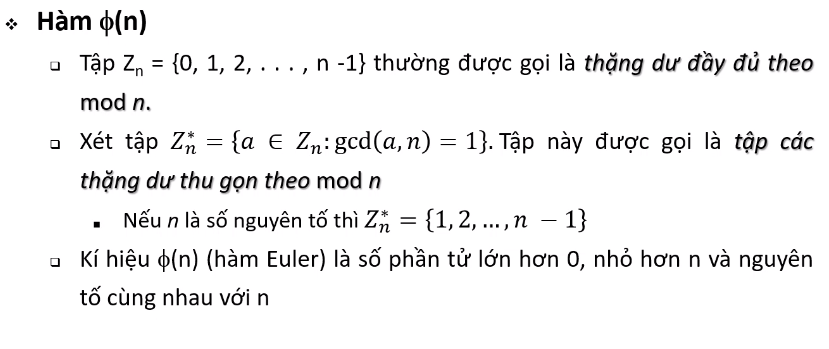 ❖ Hàm ϕ(n)
❑ Tập Zₙ = {0, 1, 2, . . . , n -1} thường được gọi là thặng dư đầy đủ theo
mod n.
❑ Xét tập 𝑍ₙ* = {𝑎 ∈ 𝑍ₙ: gcd(𝑎, 𝑛) = 1}. Tập này được gọi là tập các
thặng dư thu gọn theo mod n
▪ Nếu n là số nguyên tố thì 𝑍ₙ* = {1, 2, … , 𝑛 − 1}
❑ Kí hiệu ϕ(n) (hàm Euler) là số phần tử lớn hơn 0, nhỏ hơn n và nguyên
tố cùng nhau với n